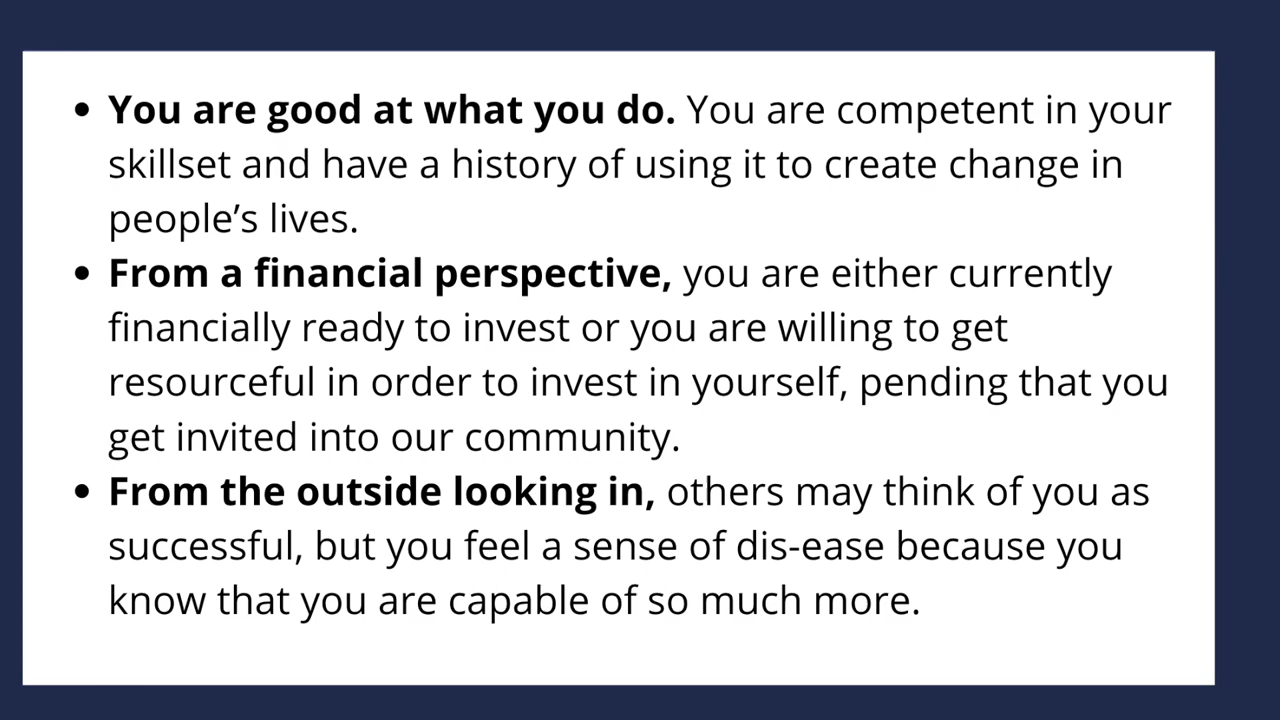 • You are good at what you do. You are competent in your
skillset and have a history of using it to create change in
people’s lives.
• From a financial perspective, you are either currently
financially ready to invest or you are willing to get
resourceful in order to invest in yourself, pending that you
get invited into our community.
• From the outside looking in, others may think of you as
successful, but you feel a sense of dis-ease because you
know that you are capable of so much more.